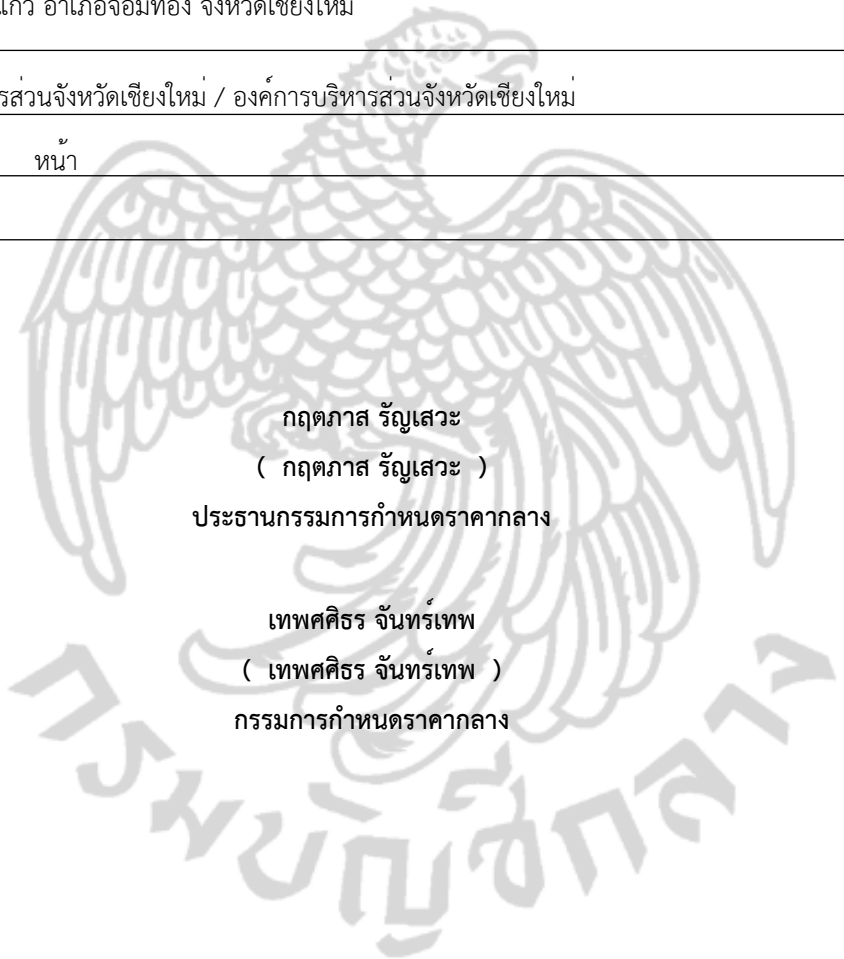 แก้ว อำเภอจอมทอง จังหวัดเชียงใหม่
รส่วนจังหวัดเชียงใหม่ / องค์การบริหารส่วนจังหวัดเชียงใหม่
หน้า
กฤตภาส รัญเสวะ
( กฤตภาส รัญเสวะ )
ประธานกรรมการกำหนดราคากลาง
เทพศศิธร จันทร์เทพ
( เทพศศิธร จันทร์เทพ )
กรรมการกำหนดราคากลาง
กรมบัญชีกลาง